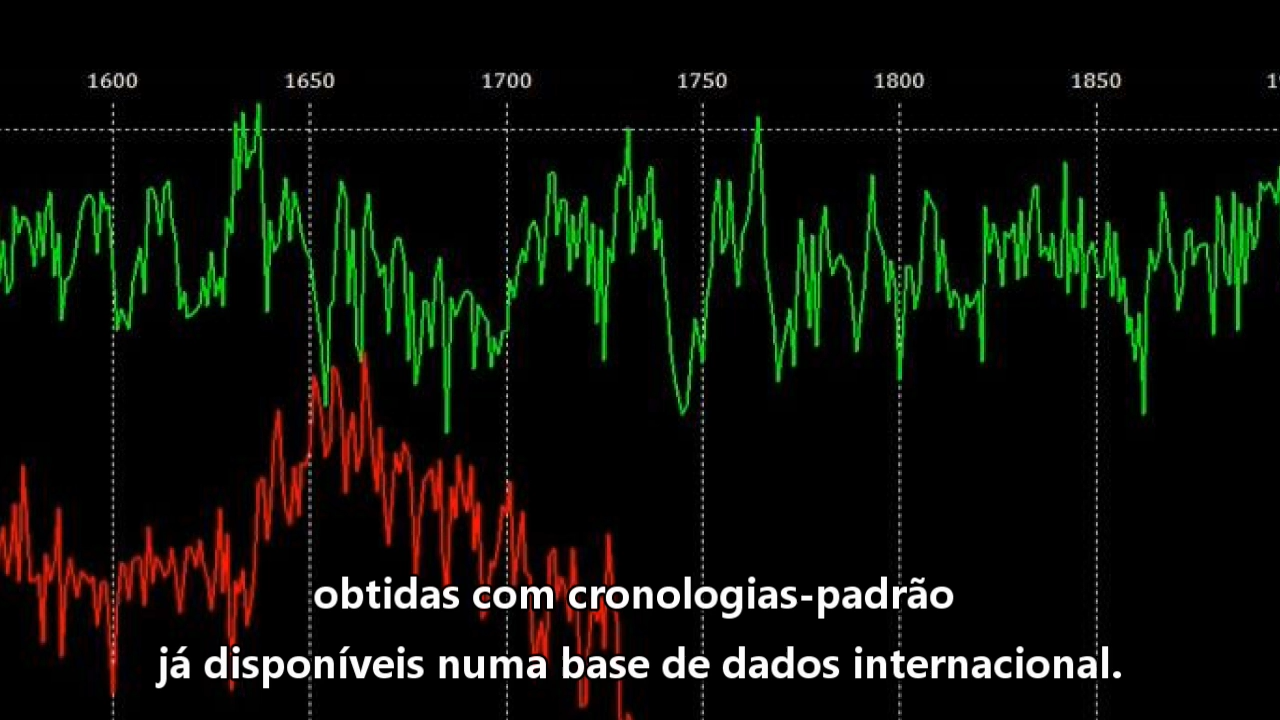 1600 1650 1700 1750 1800 1850
obtidas com cronologias-padrão
já disponíveis numa base de dados internacional.